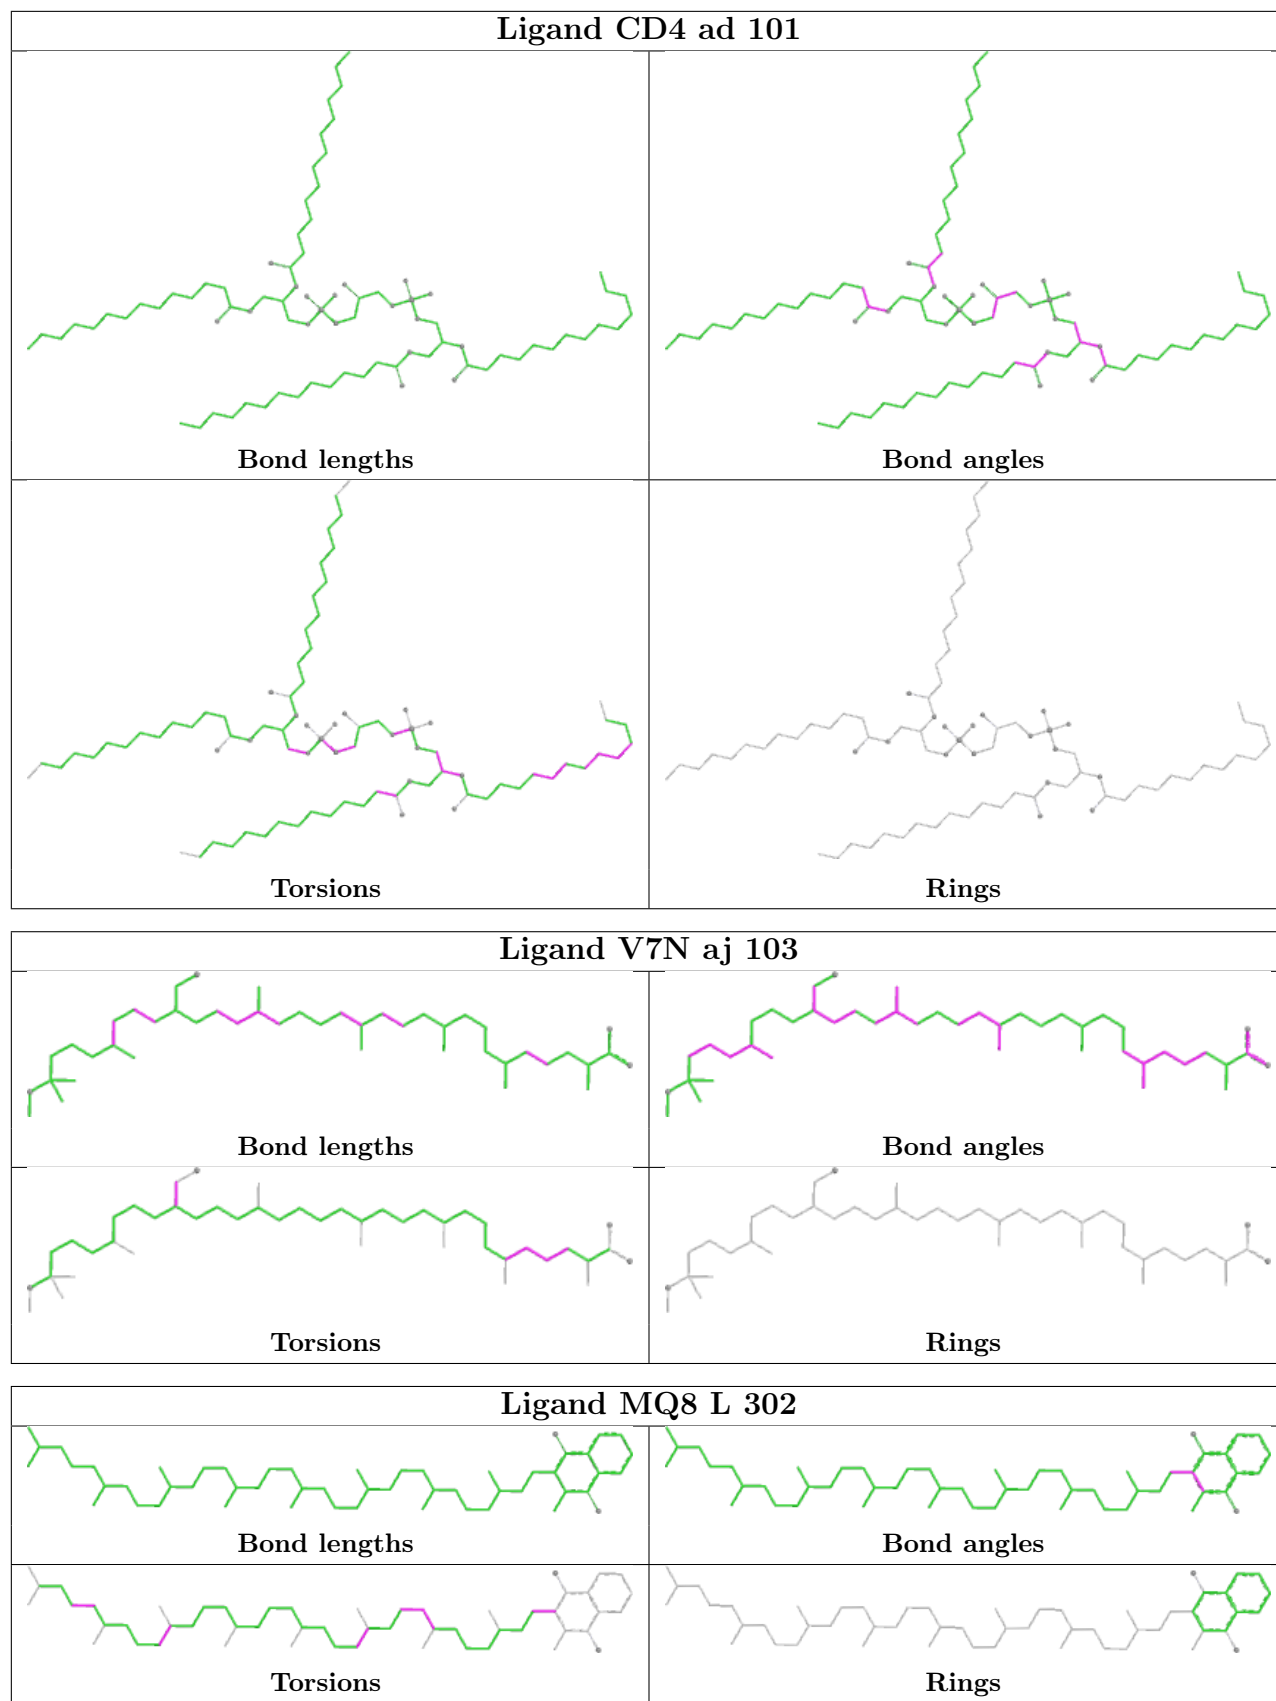 Ligand CD4 ad 101
Bond lengths
Bond angles
Torsions
Rings
Ligand V7N aj 103
Bond lengths
Bond angles
Torsions
Rings
Ligand MQ8 L 302
Bond lengths
Bond angles
Torsions
Rings